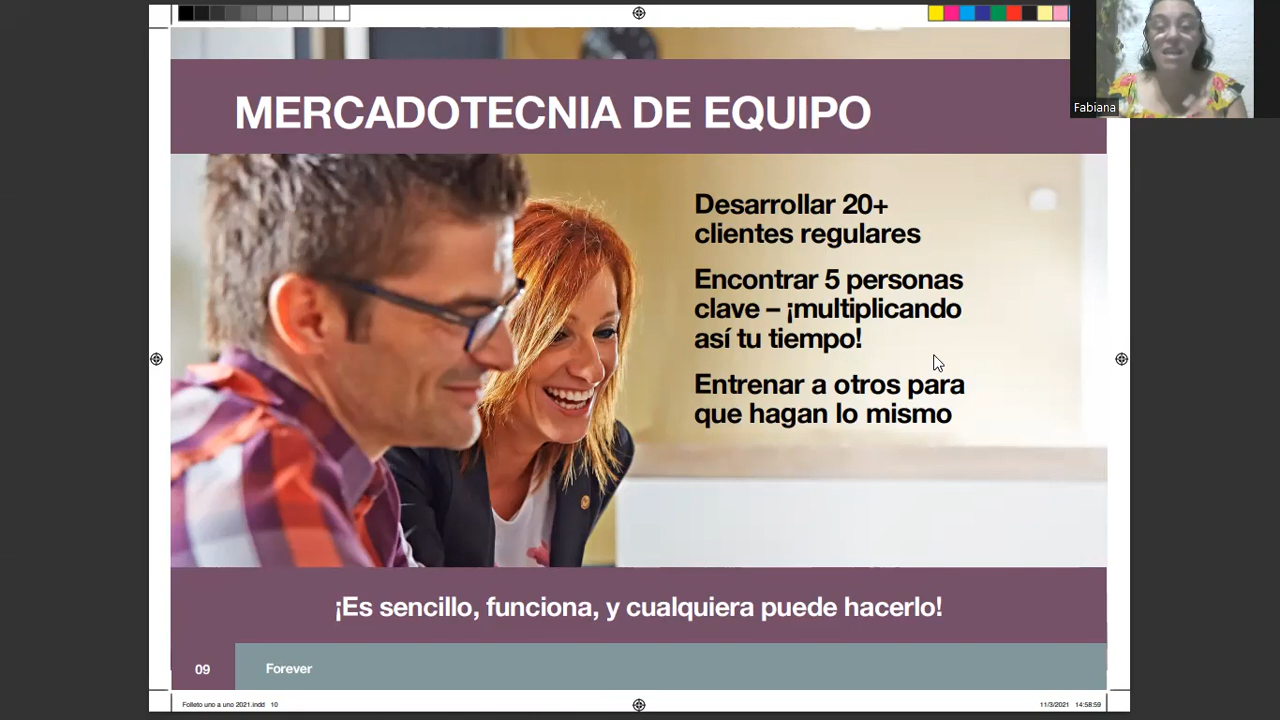 Fabiana
MERCADOTECNIA DE EQUIPO
Desarrollar 20+
clientes regulares
Encontrar 5 personas
clave – ¡multiplicando
así tu tiempo!
Entrenar a otros para
que hagan lo mismo
¡Es sencillo, funciona, y cualquiera puede hacerlo!
09
Forever
Folleto uno a uno 2021.indd 10
11/3/2021 14:58:59